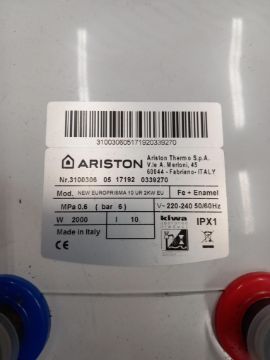 310030605171920339270
ARISTON
Ariston Thermo S.p.A.
V.le A. Merloni, 45
60044 - Fabriano - ITALY
Nr.3100306 05 17192 0339270
Mod. NEW EUROPRISMA 10 UR 2KW EU
Fe + Enamel
MPa 0.6 ( bar 6)
V~ 220-240 50/60Hz
W 2000
l 10
kiwa
IPX1
Made in Italy